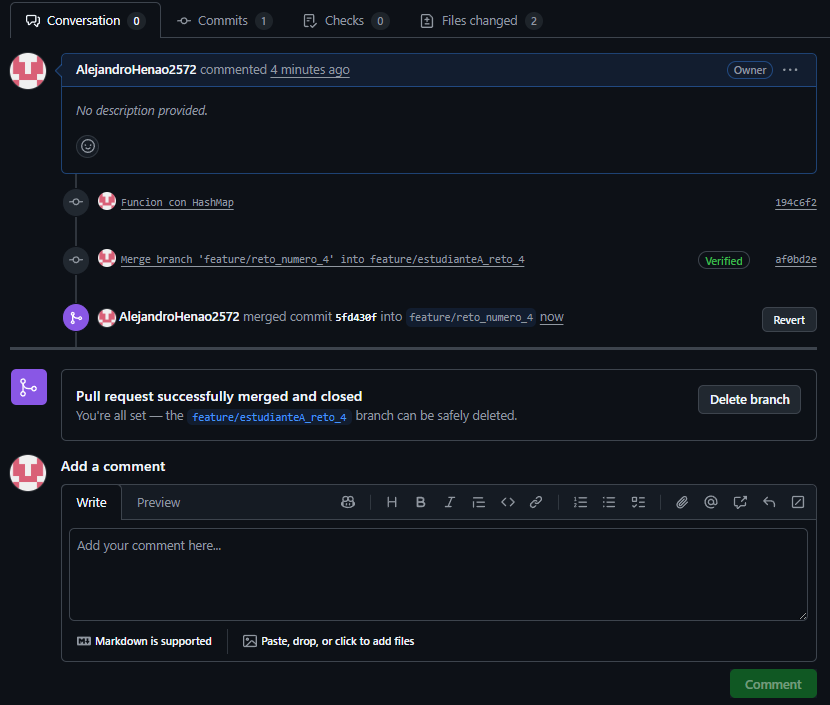 Conversation 0 Commits 1 Checks 0 Files changed 2
AlejandroHenao2572 commented 4 minutes ago Owner
No description provided.
Funcion con HashMap 194c6f2
Merge branch 'feature/reto_numero_4' into feature/estudianteA_reto_4 Verified af0bd2e
AlejandroHenao2572 merged commit 5fd430f into feature/reto_numero_4 now Revert
Pull request successfully merged and closed
You're all set — the feature/estudianteA_reto_4 branch can be safely deleted.
Delete branch
Add a comment
Write Preview
Add your comment here...
Markdown is supported Paste, drop, or click to add files
Comment